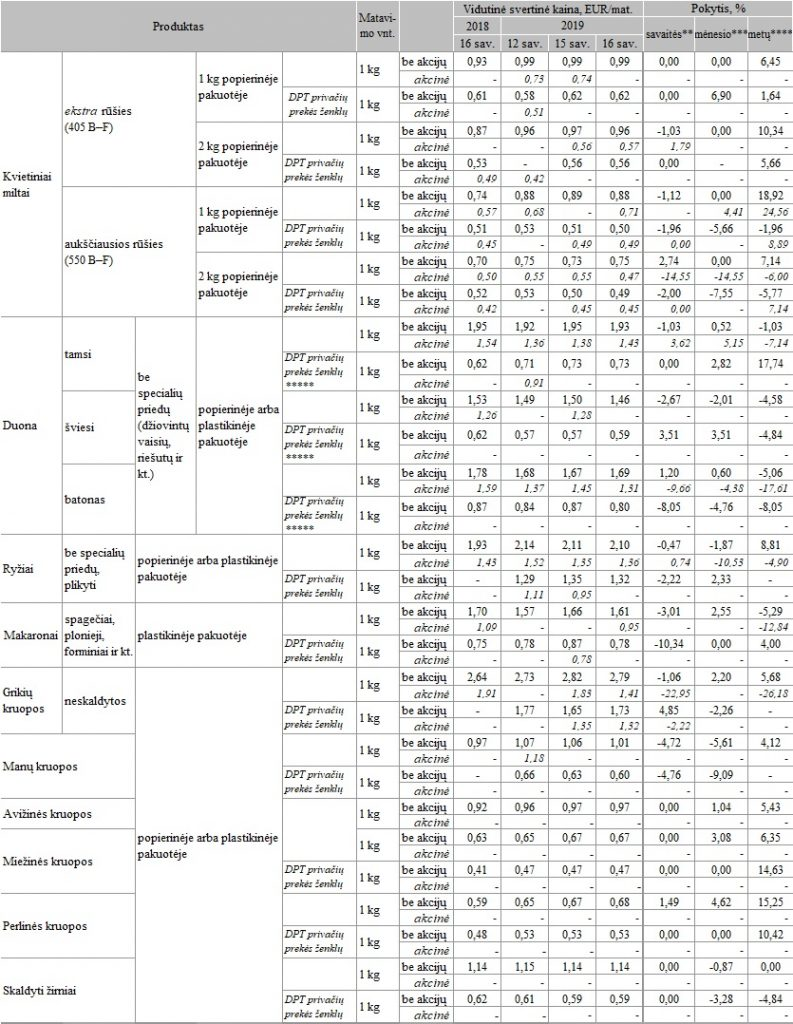 Produktas Matavi- Vidutinė svertinė kaina, EUR/mat. Pokytis, %
mo vnt. 2018 2019 savaitės** mėnesio*** metų****
16 sav. 12 sav. 15 sav. 16 sav.
Kvietiniai miltai ekstra rūšies (405 B–F) 1 kg popierinėje pakuotėje 1 kg be akcijų 0,93 0,99 0,99 0,99 0,00 0,00 6,45
akcinė - 0,73 0,74 - - - -
DPT privačių prekės ženklų 1 kg be akcijų 0,61 0,58 0,62 0,62 0,00 6,90 1,64
akcinė - 0,51 - - - - -
2 kg popierinėje pakuotėje 1 kg be akcijų 0,87 0,96 0,97 0,96 -1,03 0,00 10,34
akcinė - - 0,56 0,57 1,79 - -
DPT privačių prekės ženklų 1 kg be akcijų 0,53 - 0,56 0,56 0,00 - 5,66
akcinė 0,49 0,42 - - - - -
aukščiausios rūšies (550 B–F) 1 kg popierinėje pakuotėje 1 kg be akcijų 0,74 0,88 0,89 0,88 -1,12 0,00 18,92
akcinė 0,57 0,68 - 0,71 - 4,41 24,56
DPT privačių prekės ženklų 1 kg be akcijų 0,51 0,53 0,51 0,50 -1,96 -5,66 -1,96
akcinė 0,45 - 0,49 0,49 0,00 - 8,89
2 kg popierinėje pakuotėje 1 kg be akcijų 0,70 0,75 0,73 0,75 2,74 0,00 7,14
akcinė 0,50 0,55 0,55 0,47 -14,55 -14,55 -6,00
DPT privačių prekės ženklų 1 kg be akcijų 0,52 0,53 0,50 0,49 -2,00 -7,55 -5,77
akcinė 0,42 - 0,45 0,45 0,00 - 7,14
Duona tamsi be specialių priedų (džiovintų vaisių, riešutų ir kt.) popierinėje arba plastikinėje pakuotėje 1 kg be akcijų 1,95 1,92 1,95 1,93 -1,03 0,52 -1,03
akcinė 1,54 1,36 1,38 1,43 3,62 5,15 -7,14
DPT privačių prekės ženklų ***** 1 kg be akcijų 0,62 0,71 0,73 0,73 0,00 2,82 17,74
akcinė - 0,91 - - - - -
šviesi 1 kg be akcijų 1,53 1,49 1,50 1,46 -2,67 -2,01 -4,58
akcinė 1,26 - 1,28 - - - -
DPT privačių prekės ženklų ***** 1 kg be akcijų 0,62 0,57 0,57 0,59 3,51 3,51 -4,84
akcinė - - - - - - -
batonas 1 kg be akcijų 1,78 1,68 1,67 1,69 1,20 0,60 -5,06
akcinė 1,59 1,37 1,45 1,31 -9,66 -4,38 -17,61
DPT privačių prekės ženklų ***** 1 kg be akcijų 0,87 0,84 0,87 0,80 -8,05 -4,76 -8,05
akcinė - - - - - - -
Ryžiai be specialių priedų, plikyti popierinėje arba plastikinėje pakuotėje 1 kg be akcijų 1,93 2,14 2,11 2,10 -0,47 -1,87 8,81
akcinė 1,43 1,52 1,35 1,36 0,74 -10,53 -4,90
DPT privačių prekės ženklų 1 kg be akcijų - 1,29 1,35 1,32 -2,22 2,33 -
akcinė - 1,11 0,95 - - - -
Makaronai spagečiai, plonieji, forminiai ir kt. plastikinėje pakuotėje 1 kg be akcijų 1,70 1,57 1,66 1,61 -3,01 2,55 -5,29
akcinė 1,09 - - 0,95 - - -12,84
DPT privačių prekės ženklų 1 kg be akcijų 0,75 0,78 0,87 0,78 -10,34 0,00 4,00
akcinė - - 0,78 - - - -
Grikių kruopos neskaldytos popierinėje arba plastikinėje pakuotėje 1 kg be akcijų 2,64 2,73 2,82 2,79 -1,06 2,20 5,68
akcinė 1,91 - 1,83 1,41 -22,95 - -26,18
DPT privačių prekės ženklų 1 kg be akcijų - 1,77 1,65 1,73 4,85 -2,26 -
akcinė - - 1,35 1,32 -2,22 - -
Manų kruopos 1 kg be akcijų 0,97 1,07 1,06 1,01 -4,72 -5,61 4,12
akcinė - 1,18 - - - - -
DPT privačių prekės ženklų 1 kg be akcijų - 0,66 0,63 0,60 -4,76 -9,09 -
akcinė - - - - - - -
Avižinės kruopos 1 kg be akcijų 0,92 0,96 0,97 0,97 0,00 1,04 5,43
akcinė - - - - - - -
Miežinės kruopos 1 kg be akcijų 0,63 0,65 0,67 0,67 0,00 3,08 6,35
akcinė - - - - - - -
DPT privačių prekės ženklų 1 kg be akcijų 0,41 0,47 0,47 0,47 0,00 0,00 14,63
akcinė - - - - - - -
Perlinės kruopos 1 kg be akcijų 0,59 0,65 0,67 0,68 1,49 4,62 15,25
akcinė - - - - - - -
DPT privačių prekės ženklų 1 kg be akcijų 0,48 0,53 0,53 0,53 0,00 0,00 10,42
akcinė - - - - - - -
Skaldyti žirniai 1 kg be akcijų 1,14 1,15 1,14 1,14 0,00 -0,87 0,00
akcinė - - - - - - -
DPT privačių prekės ženklų 1 kg be akcijų 0,62 0,61 0,59 0,59 0,00 -3,28 -4,84
akcinė - - - - - - -